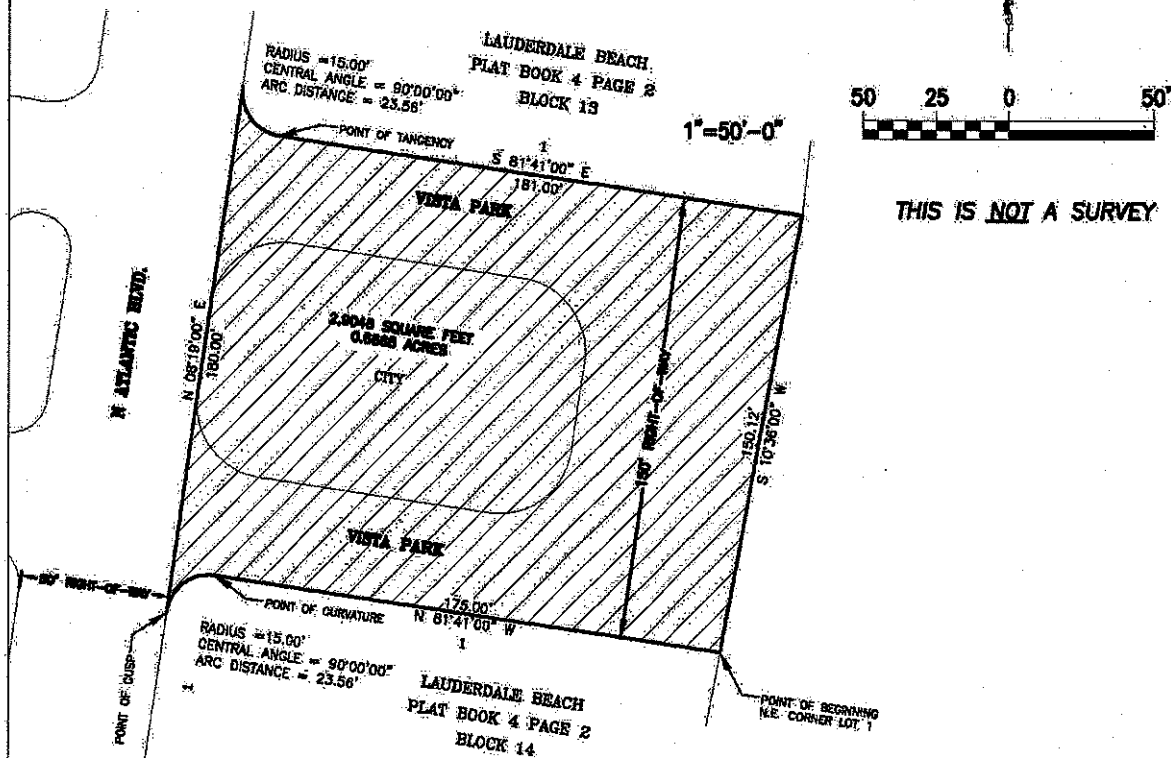 LAUDERDALE BEACH
PLAT BOOK 4 PAGE 2
BLOCK 13
RADIUS =15.00'
CENTRAL ANGLE = 90°00'00"
ARC DISTANCE = 23.56'
POINT OF TANGENCY
1
S 81°41'00" E
181.00'
1"=50'-0"
50 25 0 50'
THIS IS NOT A SURVEY
VISTA PARK
N ATLANTIC BLVD.
N 08°19'00" E
180.00'
SQUARE FEET
ACRES
CITY
150' RIGHT-OF-WAY
150.12'
S 10°36'00" W
VISTA PARK
RIGHT-OF-WAY
POINT OF CURVATURE
175.00'
N 81°41'00" W
1
POINT OF CUSP
RADIUS =15.00'
CENTRAL ANGLE = 90°00'00"
ARC DISTANCE = 23.56'
1
LAUDERDALE BEACH
PLAT BOOK 4 PAGE 2
BLOCK 14
POINT OF BEGINNING
N.E. CORNER LOT 1